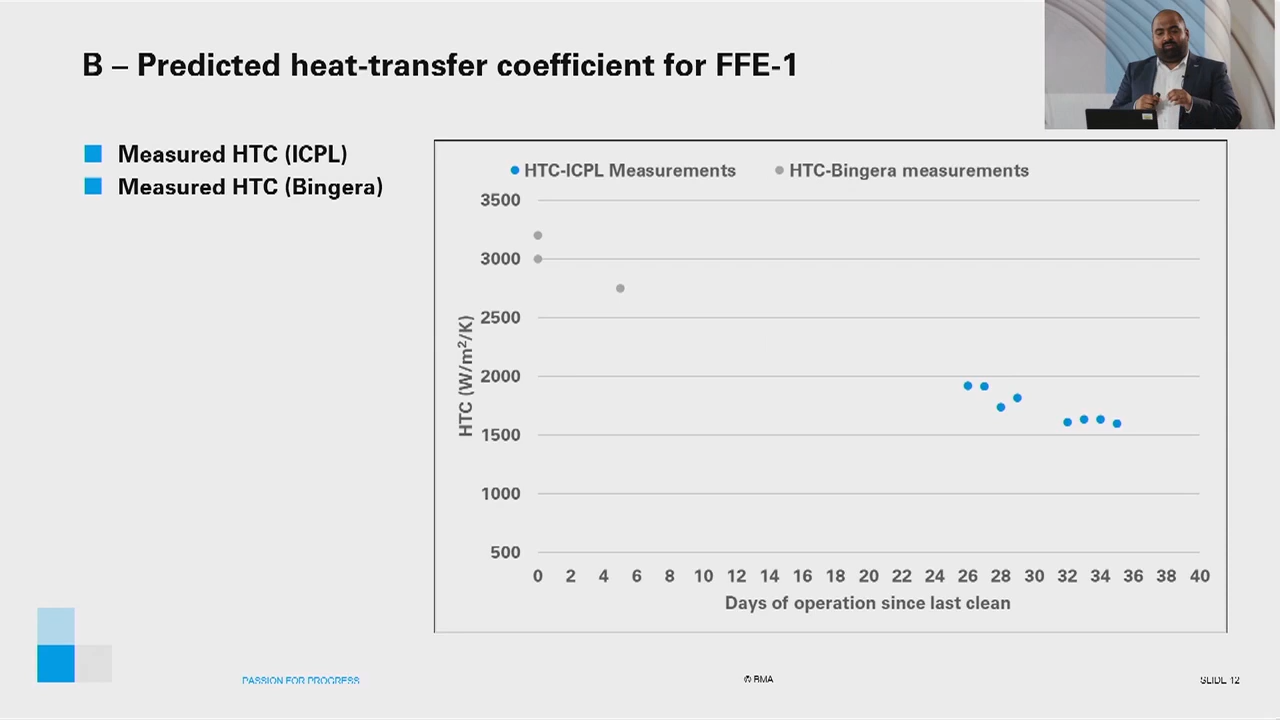 B – Predicted heat-transfer coefficient for FFE-1
Measured HTC (ICPL)
Measured HTC (Bingera)
HTC-ICPL Measurements HTC-Bingera measurements
3500
3000
2500
2000
1500
1000
500
HTC (W/m²/K)
0 2 4 6 8 10 12 14 16 18 20 22 24 26 28 30 32 34 36 38 40
Days of operation since last clean
PASSION FOR PROGRESS © BMA SLIDE 12